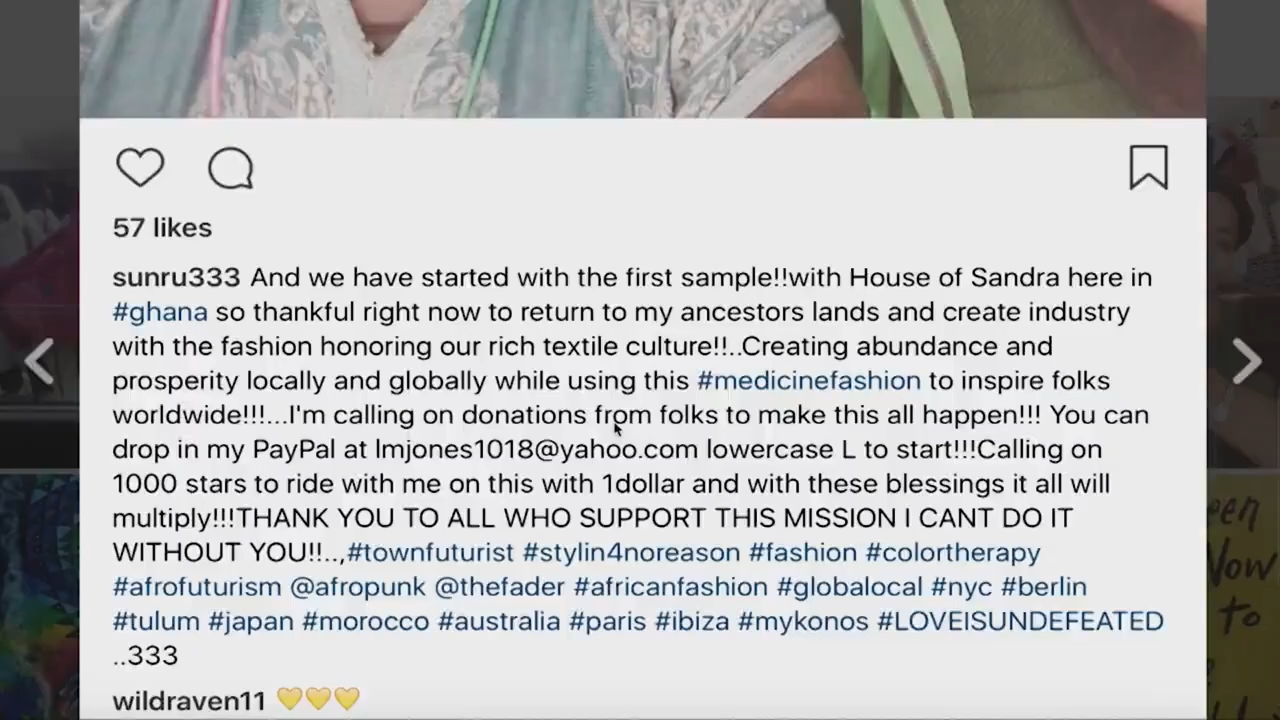 57 likes
sunru333 And we have started with the first sample!!with House of Sandra here in
#ghana so thankful right now to return to my ancestors lands and create industry
with the fashion honoring our rich textile culture!!..Creating abundance and
prosperity locally and globally while using this #medicinefashion to inspire folks
worldwide!!!...I'm calling on donations from folks to make this all happen!!! You can
drop in my PayPal at lmjones1018@yahoo.com lowercase L to start!!!Calling on
1000 stars to ride with me on this with 1dollar and with these blessings it all will
multiply!!!THANK YOU TO ALL WHO SUPPORT THIS MISSION I CANT DO IT
WITHOUT YOU!!..,#townfuturist #stylin4noreason #fashion #colortherapy
#afrofuturism @afropunk @thefader #africanfashion #globalocal #nyc #berlin
#tulum #japan #morocco #australia #paris #ibiza #mykonos #LOVEISUNDEFEATED
..333
wildraven11 💛💛💛
Now
to